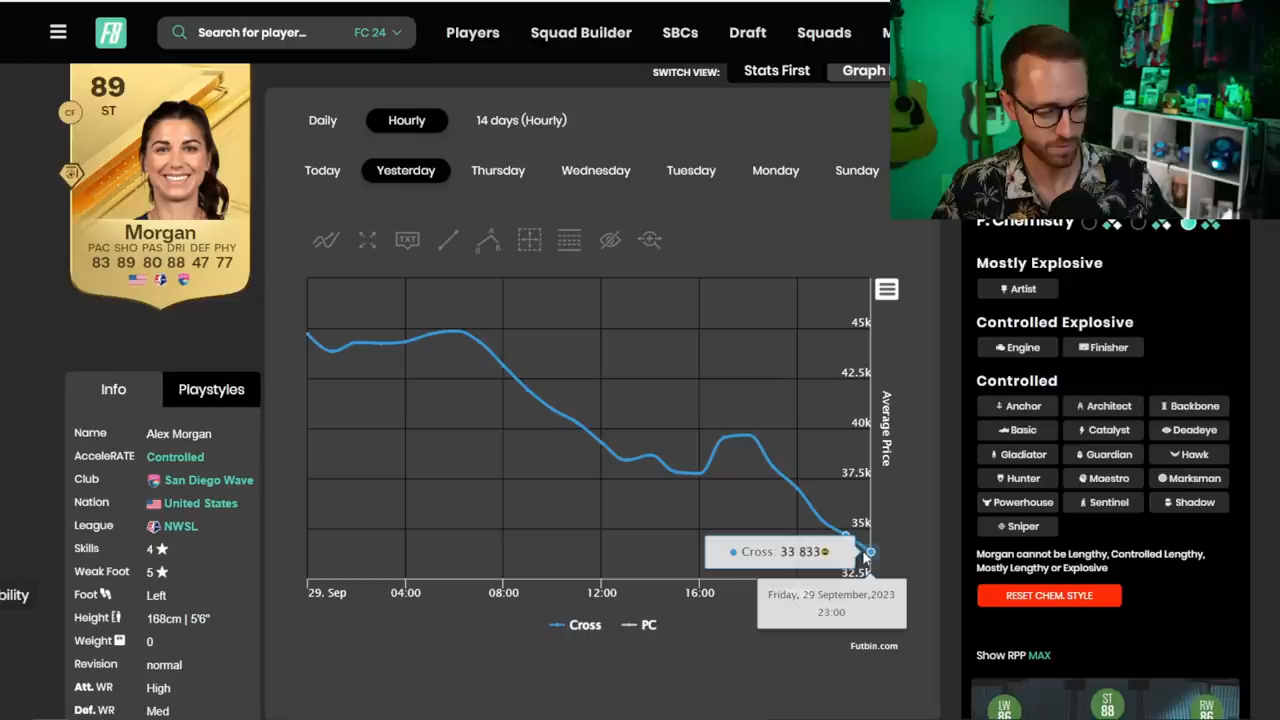 F8
Search for player... FC 24
Players
Squad Builder
SBCs
Draft
Squads
SWITCH VIEW:
Stats First
Graph
89
ST
CF
Morgan
PAC SHO PAS DRI DEF PHY
83 89 80 88 47 77
Daily
Hourly
14 days (Hourly)
Today
Yesterday
Thursday
Wednesday
Tuesday
Monday
Sunday
TXT
45k
42.5k
40k
37.5k
35k
32.5k
Average Price
Cross: 33 833
29. Sep
04:00
08:00
12:00
16:00
Friday, 29 September,2023
23:00
Cross
PC
Futbin.com
bility
Info
Playstyles
Name Alex Morgan
AcceleRATE Controlled
Club San Diego Wave
Nation United States
League NWSL
Skills 4
Weak Foot 5
Foot Left
Height 168cm | 5'6"
Weight 0
Revision normal
Att. WR High
Def. WR Med
P. Chemistry
Mostly Explosive
Artist
Controlled Explosive
Engine
Finisher
Controlled
Anchor
Architect
Backbone
Basic
Catalyst
Deadeye
Gladiator
Guardian
Hawk
Hunter
Maestro
Marksman
Powerhouse
Sentinel
Shadow
Sniper
Morgan cannot be Lengthy, Controlled Lengthy,
Mostly Lengthy or Explosive
RESET CHEM. STYLE
Show RPP MAX
LW
86
ST
88
RW
86